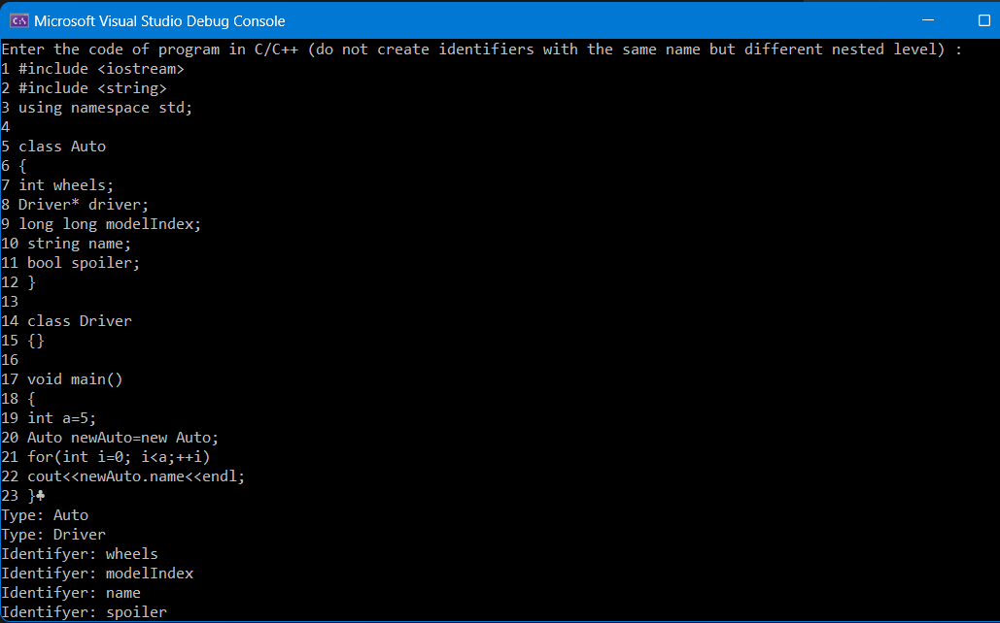 Microsoft Visual Studio Debug Console
Enter the code of program in C/C++ (do not create identifiers with the same name but different nested level) :
1 #include <iostream>
2 #include <string>
3 using namespace std;
4
5 class Auto
6 {
7 int wheels;
8 Driver* driver;
9 long long modelIndex;
10 string name;
11 bool spoiler;
12 }
13
14 class Driver
15 {}
16
17 void main()
18 {
19 int a=5;
20 Auto newAuto=new Auto;
21 for(int i=0; i<a;++i)
22 cout<<newAuto.name<<endl;
23 }♣
Type: Auto
Type: Driver
Identifyer: wheels
Identifyer: modelIndex
Identifyer: name
Identifyer: spoiler